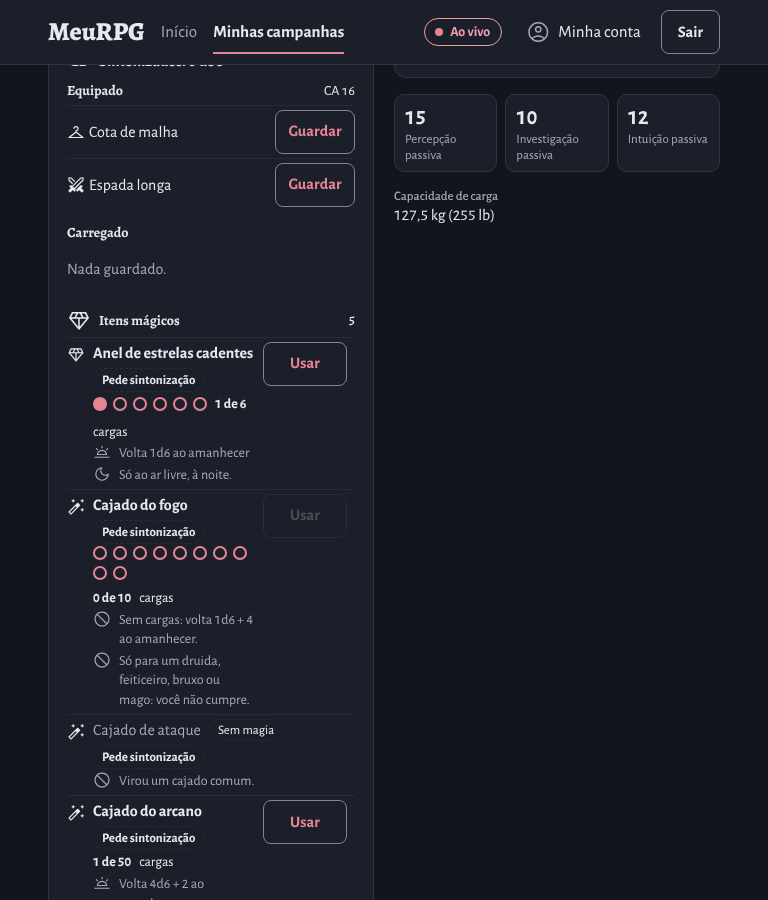 MeuRPG Início Minhas campanhas Ao vivo Minha conta Sair
Equipado CA 16
Cota de malha Guardar
Espada longa Guardar
Carregado
Nada guardado.
Itens mágicos 5
Anel de estrelas cadentes Usar
Pede sintonização
1 de 6
cargas
Volta 1d6 ao amanhecer
Só ao ar livre, à noite.
Cajado do fogo Usar
Pede sintonização
0 de 10 cargas
Sem cargas: volta 1d6 + 4
ao amanhecer.
Só para um druida,
feiticeiro, bruxo ou
mago: você não cumpre.
Cajado de ataque Sem magia
Pede sintonização
Virou um cajado comum.
Cajado do arcano Usar
Pede sintonização
1 de 50 cargas
Volta 4d6 + 2 ao
15
Percepção
passiva
10
Investigação
passiva
12
Intuição passiva
Capacidade de carga
127,5 kg (255 lb)